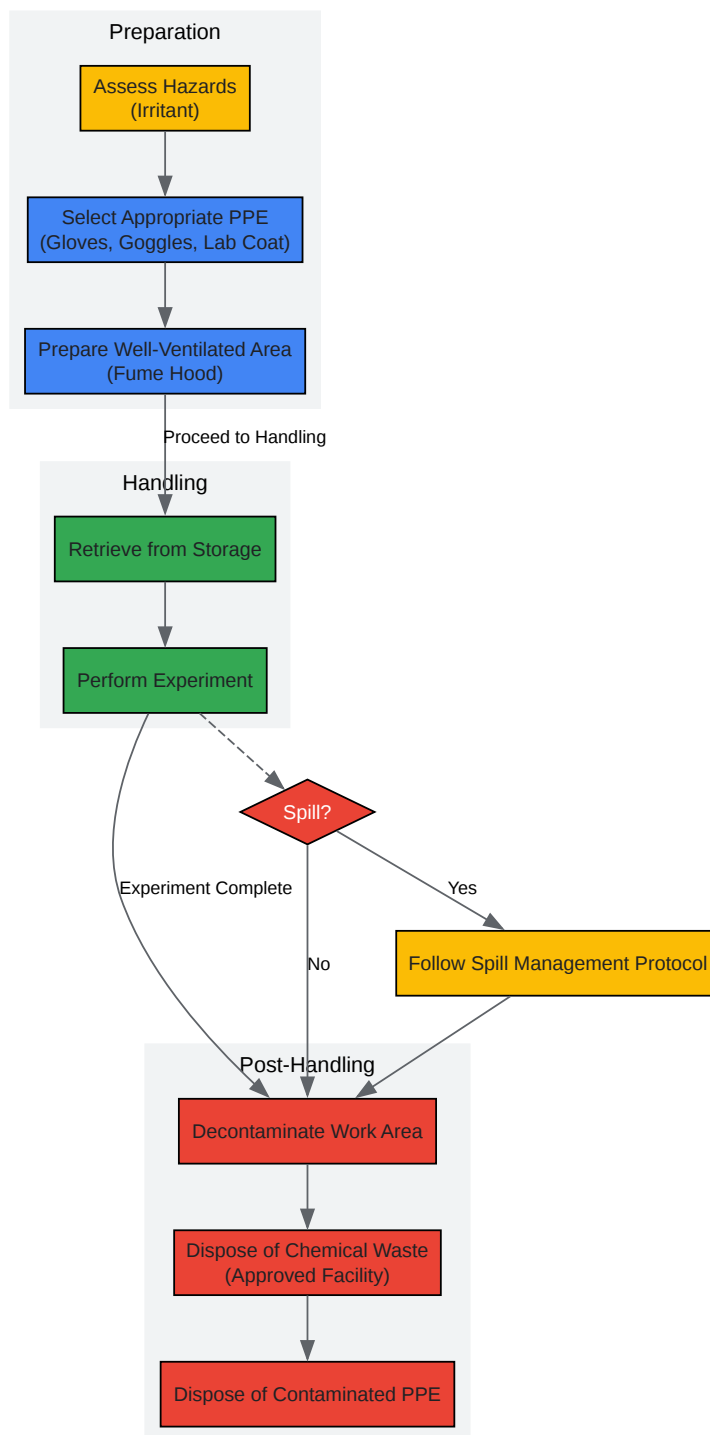 Preparation
Assess Hazards
(Irritant)
Select Appropriate PPE
(Gloves, Goggles, Lab Coat)
Prepare Well-Ventilated Area
(Fume Hood)
Proceed to Handling
Handling
Retrieve from Storage
Perform Experiment
Spill?
Experiment Complete
Yes
No
Follow Spill Management Protocol
Post-Handling
Decontaminate Work Area
Dispose of Chemical Waste
(Approved Facility)
Dispose of Contaminated PPE